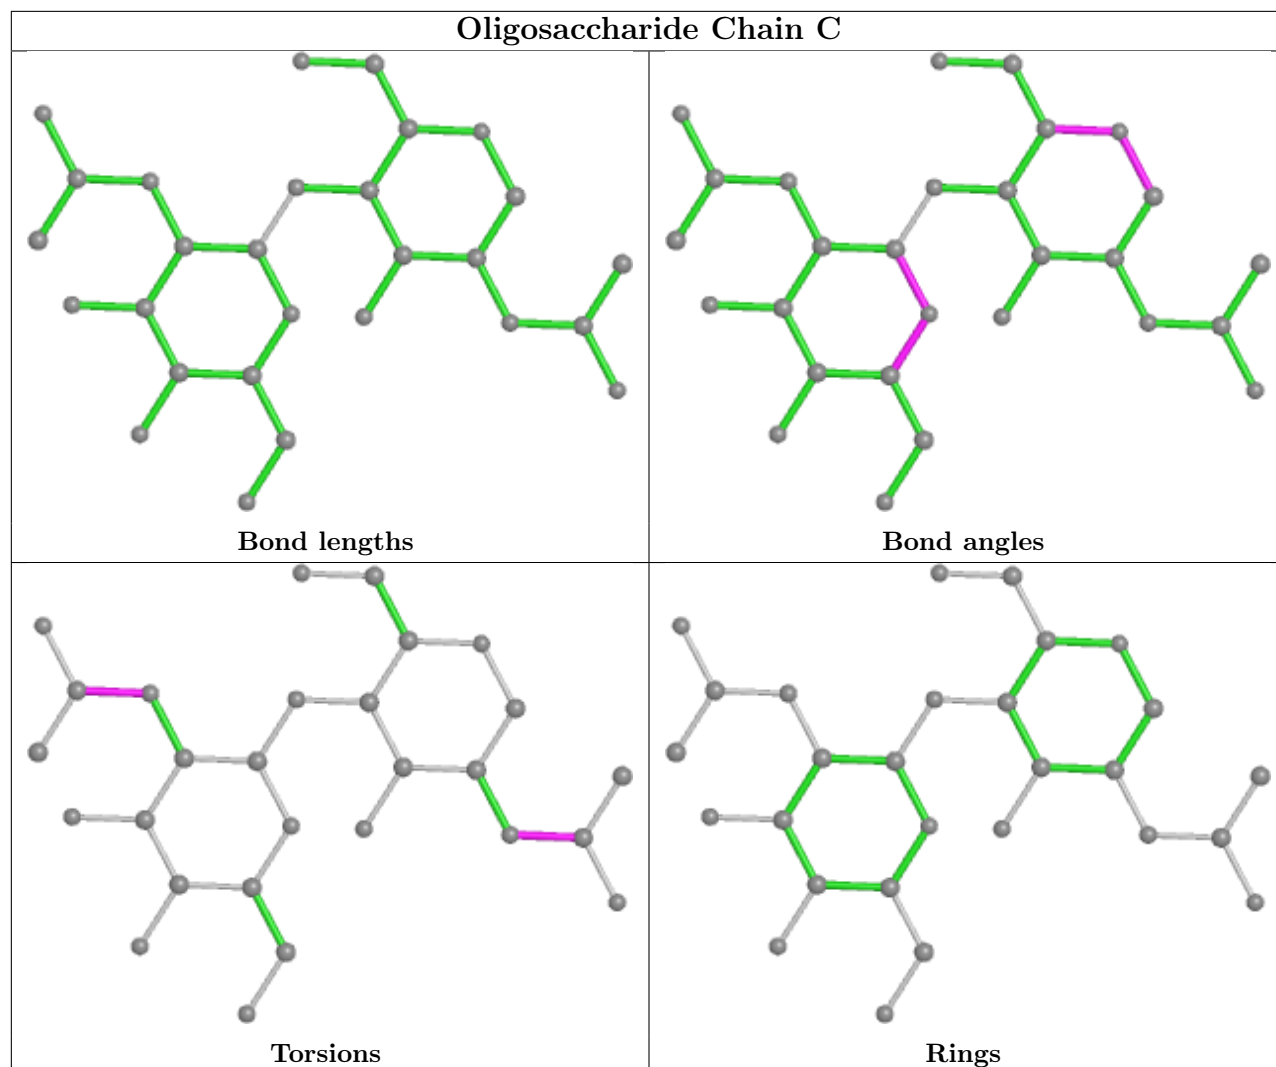 Oligosaccharide Chain C
Bond lengths
Bond angles
Torsions
Rings